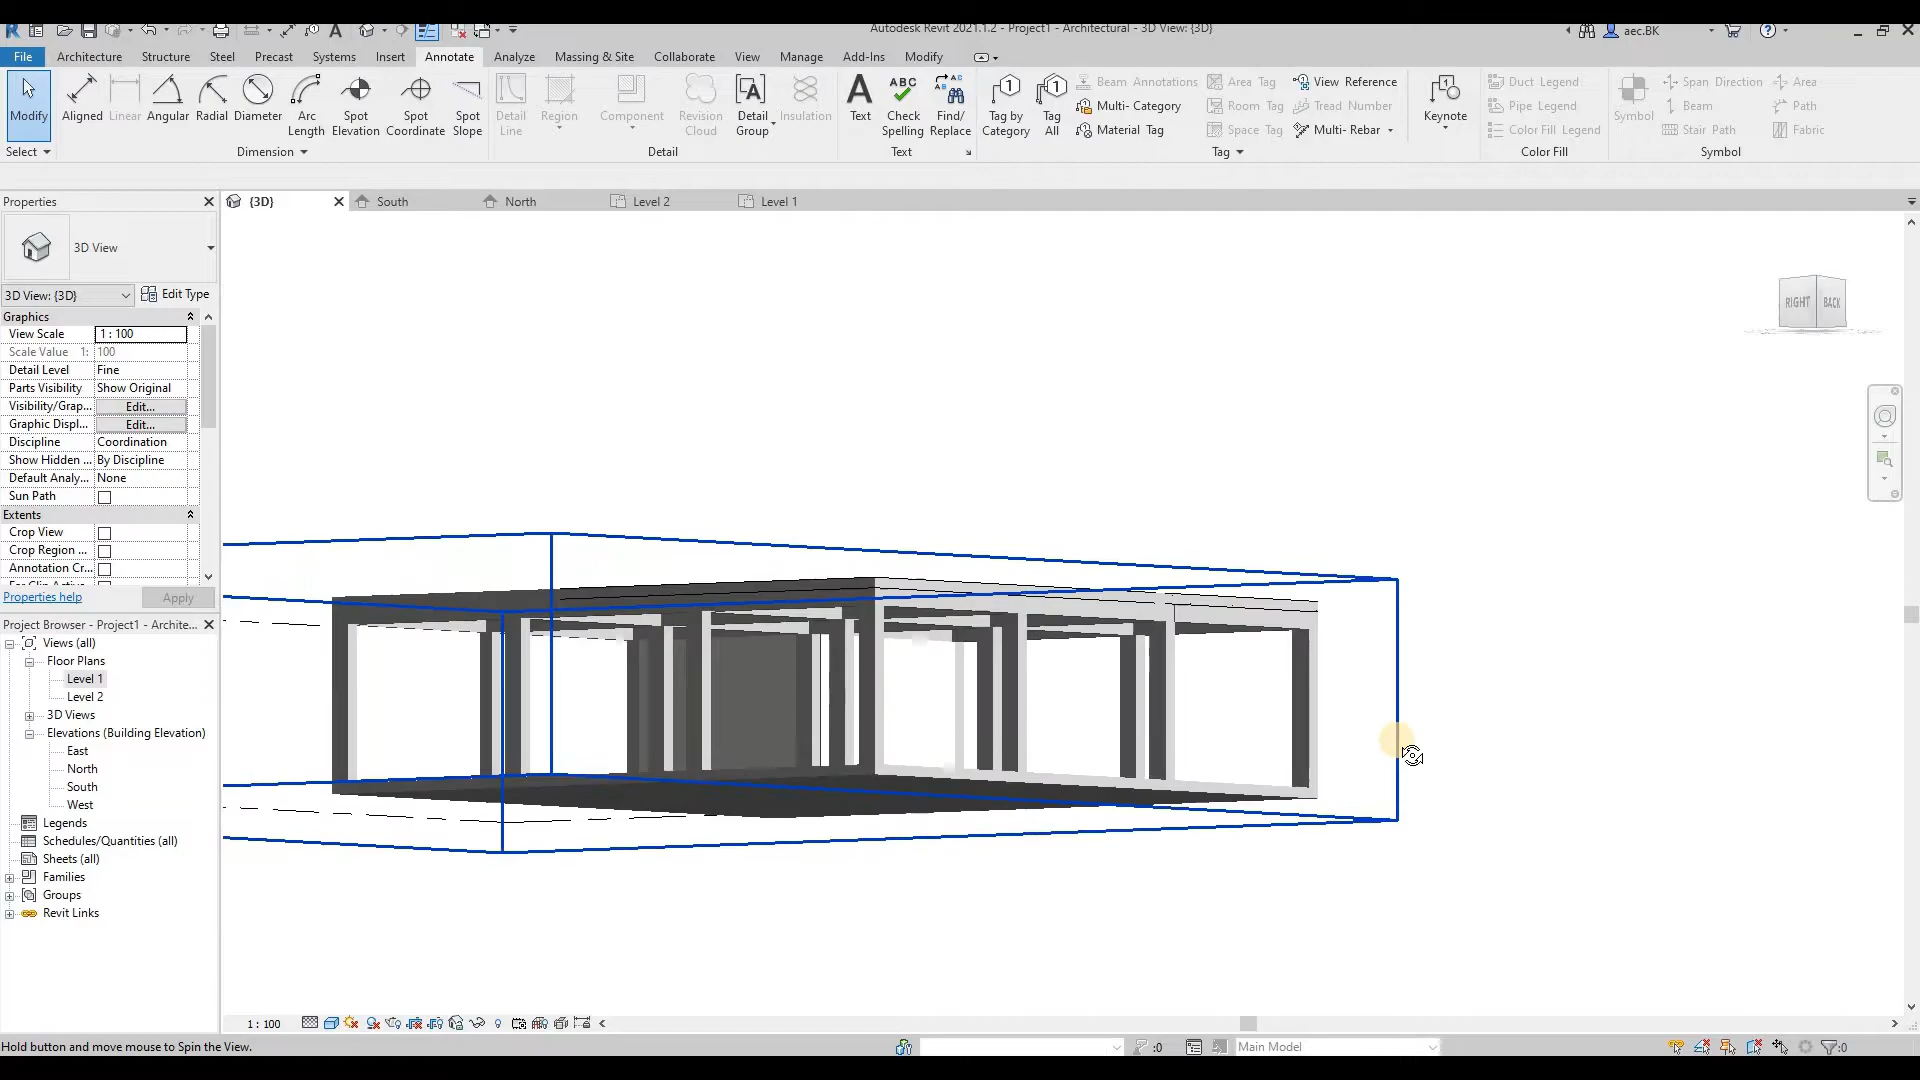 Autodesk Revit 2021.1.2 - Project1 - Architectural - 3D View: {3D}
aec.BK
File Architecture Structure Steel Precast Systems Insert Annotate Analyze Massing & Site Collaborate View Manage Add-Ins Modify
Modify
Aligned
Linear
Angular
Radial
Diameter
Arc
Length
Spot
Elevation
Spot
Coordinate
Spot
Slope
Detail
Line
Region
Component
Revision
Cloud
Detail
Group
Insulation
Text
Check
Spelling
Find/
Replace
Tag by
Category
Tag
All
Beam Annotations
Multi- Category
Material Tag
Area Tag
Room Tag
Space Tag
View Reference
Tread Number
Multi- Rebar
Keynote
Duct Legend
Pipe Legend
Color Fill Legend
Symbol
Span Direction
Beam
Stair Path
Area
Path
Fabric
Select
Dimension
Detail
Text
Tag
Color Fill
Symbol
Properties
{3D}
South
North
Level 2
Level 1
3D View
3D View: {3D}
Edit Type
Graphics
View Scale 1 : 100
Scale Value 1: 100
Detail Level Fine
Parts Visibility Show Original
Visibility/Grap... Edit...
Graphic Displ... Edit...
Discipline Coordination
Show Hidden ... By Discipline
Default Analy... None
Sun Path
Extents
Crop View
Crop Region ...
Annotation Cr...
Properties help
Apply
Project Browser - Project1 - Archite...
Views (all)
Floor Plans
Level 1
Level 2
3D Views
Elevations (Building Elevation)
East
North
South
West
Legends
Schedules/Quantities (all)
Sheets (all)
Families
Groups
Revit Links
RIGHT
BACK
1 : 100
Hold button and move mouse to Spin the View.
:0
Main Model
:0